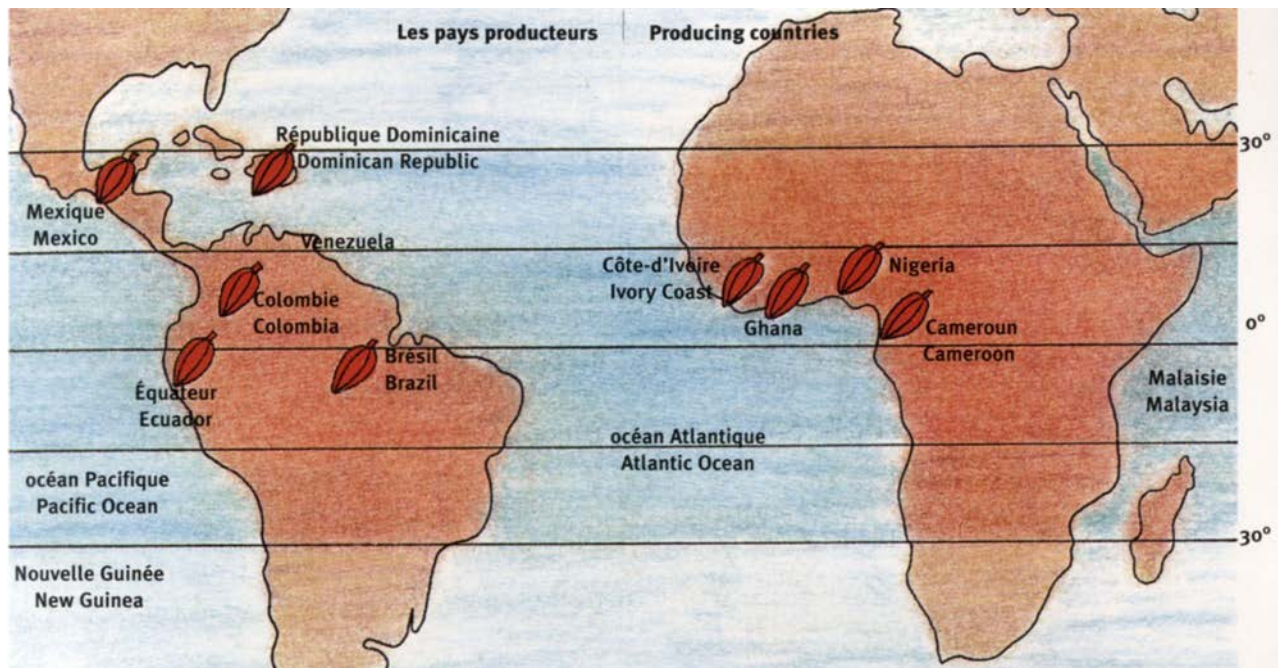 Les pays producteurs
Producing countries
République Dominicaine
Dominican Republic
30°
Mexique
Mexico
Venezuela
Côte-d'Ivoire
Ivory Coast
Nigeria
Colombie
Colombia
Ghana
Cameroun
Cameroon
0°
Brésil
Brazil
Équateur
Ecuador
Malaisie
Malaysia
océan Atlantique
Atlantic Ocean
océan Pacifique
Pacific Ocean
30°
Nouvelle Guinée
New Guinea